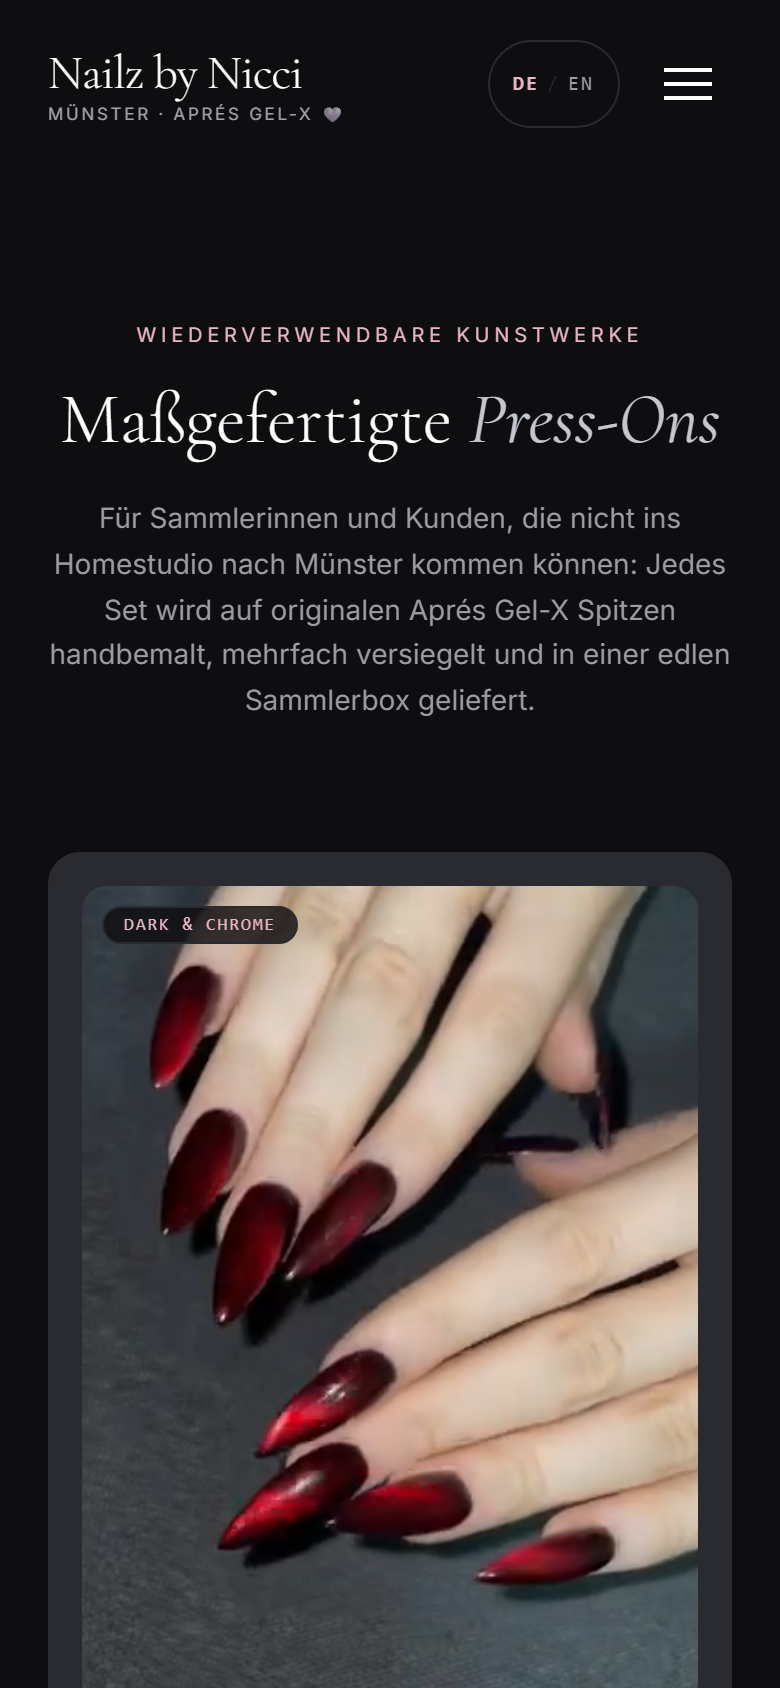 Nailz by Nicci
MÜNSTER · APRÉS GEL-X 💜
DE / EN
WIEDERVERWENDBARE KUNSTWERKE
Maßgefertigte Press-Ons
Für Sammlerinnen und Kunden, die nicht ins
Homestudio nach Münster kommen können: Jedes
Set wird auf originalen Aprés Gel-X Spitzen
handbemalt, mehrfach versiegelt und in einer edlen
Sammlerbox geliefert.
DARK & CHROME